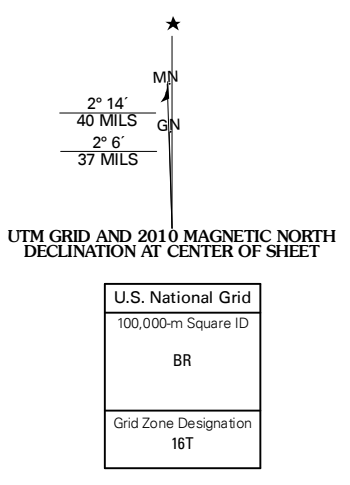 MN
2° 14´
40 MILS
GN
2° 6´
37 MILS
UTM GRID AND 2010 MAGNETIC NORTH
DECLINATION AT CENTER OF SHEET
U.S. National Grid
100,000-m Square ID
BR
Grid Zone Designation
16T